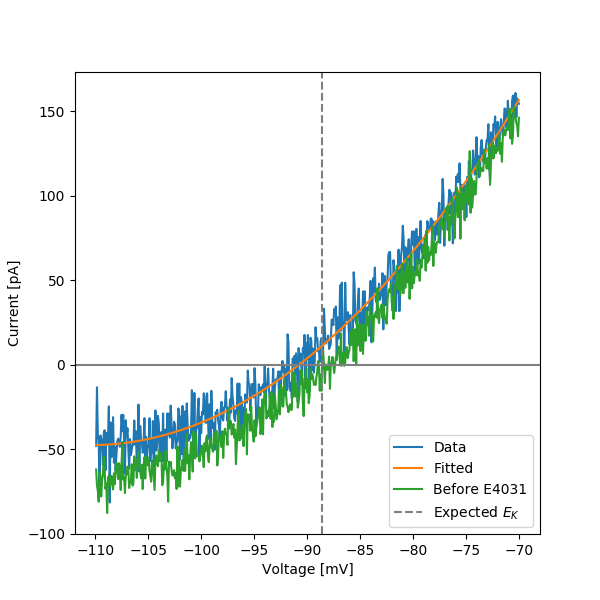 150
100
50
0
−50
−100
Current [pA]
−110 −105 −100 −95 −90 −85 −80 −75 −70
Voltage [mV]
Data
Fitted
Before E4031
Expected E_K